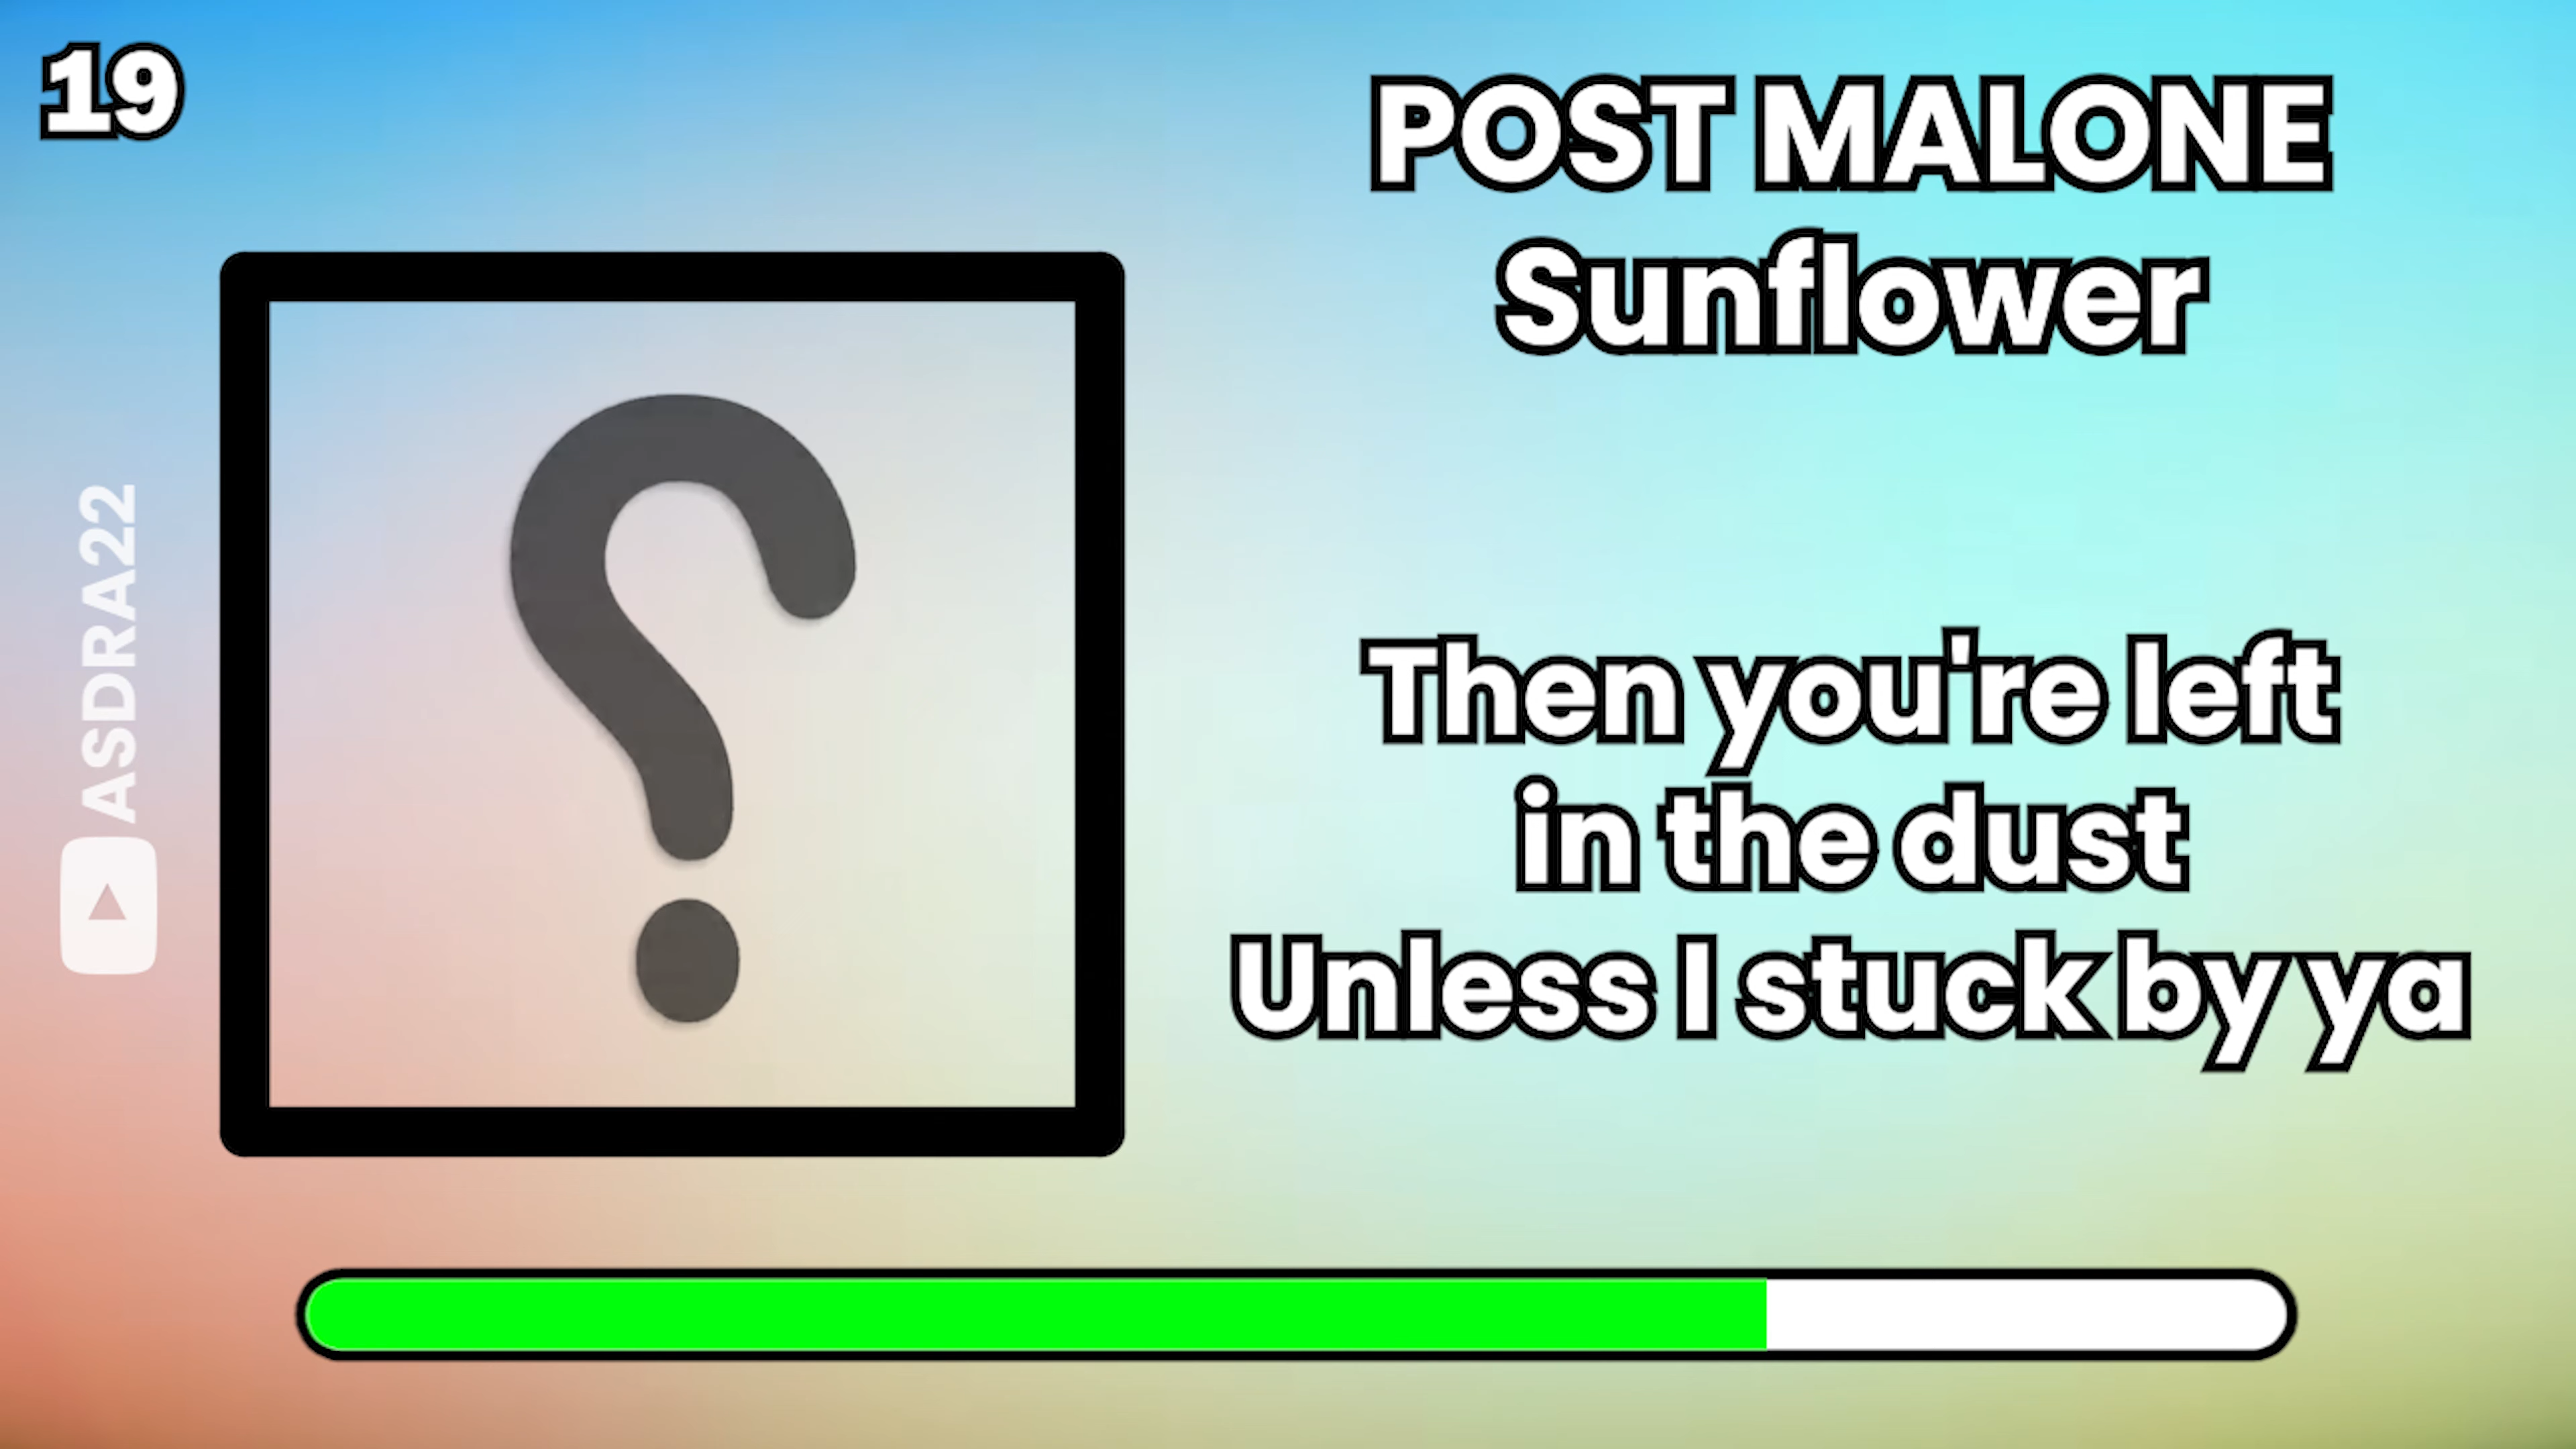 19
POST MALONE
Sunflower
Then you're left
in the dust
Unless I stuck by ya
ASDRA22